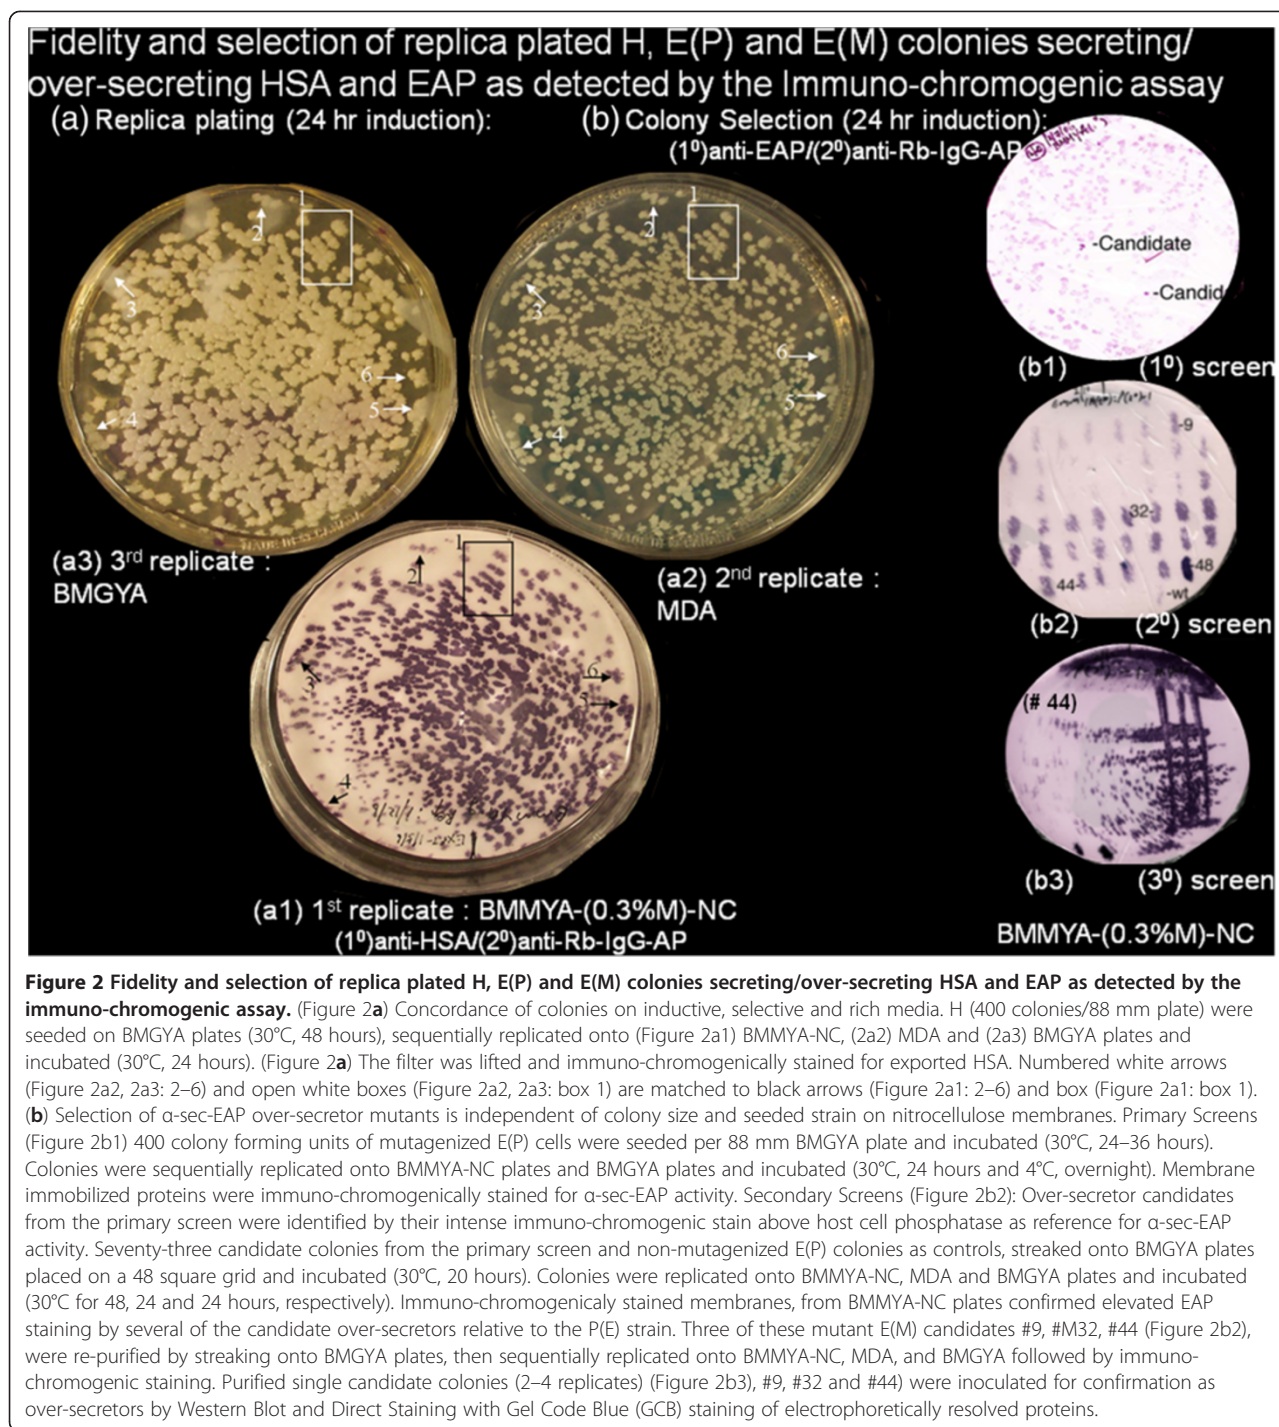 Fidelity and selection of replica plated H, E(P) and E(M) colonies secreting/
over-secreting HSA and EAP as detected by the Immuno-chromogenic assay
(a) Replica plating (24 hr induction):
(b) Colony Selection (24 hr induction):
(1⁰)anti-EAP/(2⁰)anti-Rb-IgG-AP
1
2
3
4
5
6
(a3) 3rd replicate :
BMGYA
1
2
3
4
5
6
(a2) 2nd replicate :
MDA
1
2
3
4
5
6
(a1) 1st replicate : BMMYA-(0.3%M)-NC
(1⁰)anti-HSA/(2⁰)anti-Rb-IgG-AP
-Candidate
-Candid
(b1) (1⁰) screen
-9
32-
44-
-48
-wt
(b2) (2⁰) screen
(# 44)
(b3) (3⁰) screen
BMMYA-(0.3%M)-NC
Figure 2 Fidelity and selection of replica plated H, E(P) and E(M) colonies secreting/over-secreting HSA and EAP as detected by the
immuno-chromogenic assay. (Figure 2a) Concordance of colonies on inductive, selective and rich media. H (400 colonies/88 mm plate) were
seeded on BMGYA plates (30°C, 48 hours), sequentially replicated onto (Figure 2a1) BMMYA-NC, (2a2) MDA and (2a3) BMGYA plates and
incubated (30°C, 24 hours). (Figure 2a) The filter was lifted and immuno-chromogenically stained for exported HSA. Numbered white arrows
(Figure 2a2, 2a3: 2–6) and open white boxes (Figure 2a2, 2a3: box 1) are matched to black arrows (Figure 2a1: 2–6) and box (Figure 2a1: box 1).
(b) Selection of α-sec-EAP over-secretor mutants is independent of colony size and seeded strain on nitrocellulose membranes. Primary Screens
(Figure 2b1) 400 colony forming units of mutagenized E(P) cells were seeded per 88 mm BMGYA plate and incubated (30°C, 24–36 hours).
Colonies were sequentially replicated onto BMMYA-NC plates and BMGYA plates and incubated (30°C, 24 hours and 4°C, overnight). Membrane
immobilized proteins were immuno-chromogenically stained for α-sec-EAP activity. Secondary Screens (Figure 2b2): Over-secretor candidates
from the primary screen were identified by their intense immuno-chromogenic stain above host cell phosphatase as reference for α-sec-EAP
activity. Seventy-three candidate colonies from the primary screen and non-mutagenized E(P) colonies as controls, streaked onto BMGYA plates
placed on a 48 square grid and incubated (30°C, 20 hours). Colonies were replicated onto BMMYA-NC, MDA and BMGYA plates and incubated
(30°C for 48, 24 and 24 hours, respectively). Immuno-chromogenicaly stained membranes, from BMMYA-NC plates confirmed elevated EAP
staining by several of the candidate over-secretors relative to the P(E) strain. Three of these mutant E(M) candidates #9, #M32, #44 (Figure 2b2),
were re-purified by streaking onto BMGYA plates, then sequentially replicated onto BMMYA-NC, MDA, and BMGYA followed by immuno-
chromogenic staining. Purified single candidate colonies (2–4 replicates) (Figure 2b3), #9, #32 and #44) were inoculated for confirmation as
over-secretors by Western Blot and Direct Staining with Gel Code Blue (GCB) staining of electrophoretically resolved proteins.